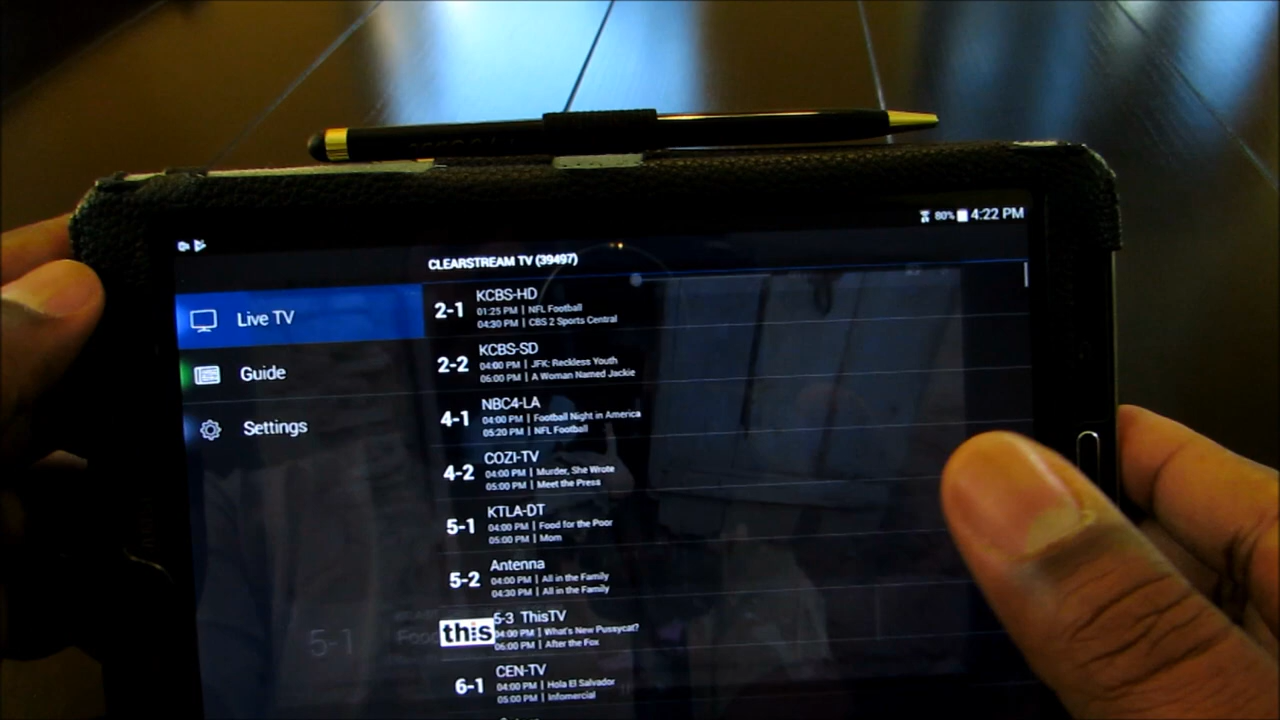 80% 4:22 PM
CLEARSTREAM TV (39497)
Live TV
Guide
Settings
2-1 KCBS-HD
01:25 PM | NFL Football
04:30 PM | CBS 2 Sports Central
2-2 KCBS-SD
04:00 PM | JFK: Reckless Youth
06:00 PM | A Woman Named Jackie
4-1 NBC4-LA
04:00 PM | Football Night in America
05:20 PM | NFL Football
4-2 COZI-TV
04:00 PM | Murder, She Wrote
05:00 PM | Meet the Press
5-1 KTLA-DT
04:00 PM | Food for the Poor
05:00 PM | Mom
5-2 Antenna
04:00 PM | All in the Family
04:30 PM | All in the Family
this 5-3 ThisTV
04:00 PM | What's New Pussycat?
06:00 PM | After the Fox
5-1 Food
6-1 CEN-TV
04:00 PM | Hola El Salvador
05:00 PM | Infomercial